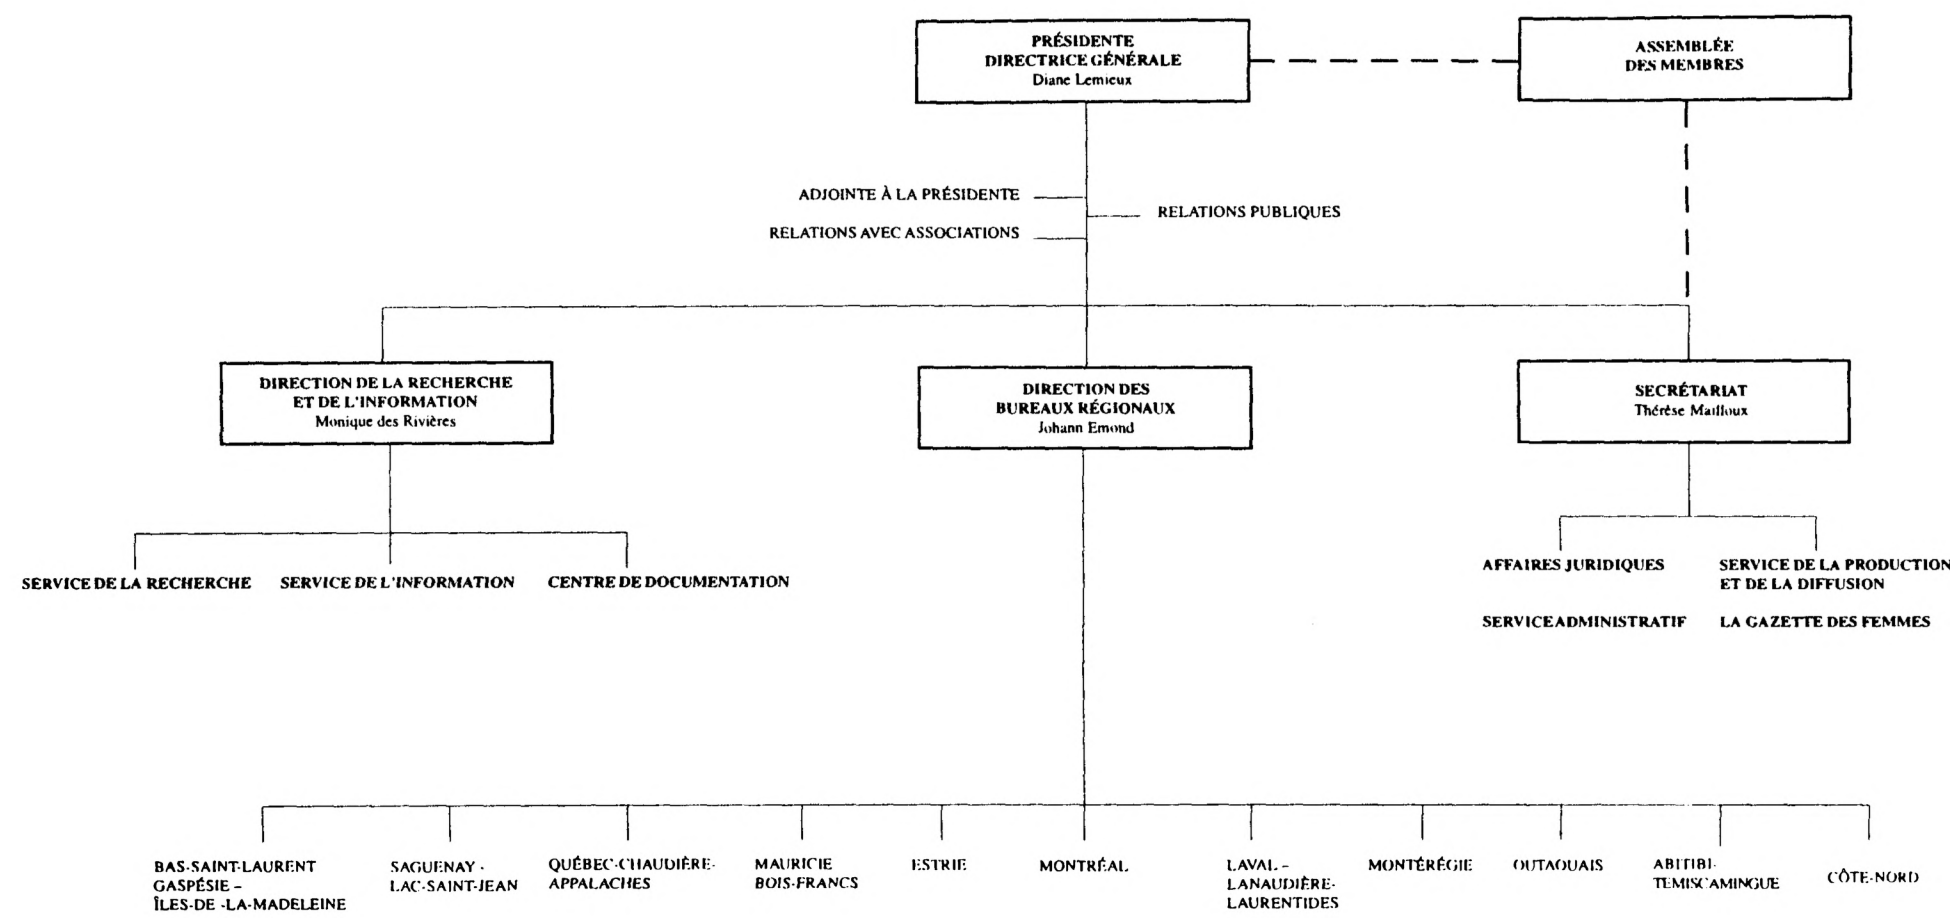 PRÉSIDENTE
DIRECTRICE GÉNÉRALE
Diane Lemieux
ASSEMBLÉE
DES MEMBRES
ADJOINTE À LA PRÉSIDENTE
RELATIONS PUBLIQUES
RELATIONS AVEC ASSOCIATIONS
DIRECTION DE LA RECHERCHE
ET DE L'INFORMATION
Monique des Rivières
DIRECTION DES
BUREAUX RÉGIONAUX
Johann Emond
SECRÉTARIAT
Thérèse Mailloux
SERVICE DE LA RECHERCHE
SERVICE DE L'INFORMATION
CENTRE DE DOCUMENTATION
AFFAIRES JURIDIQUES
SERVICE DE LA PRODUCTION
ET DE LA DIFFUSION
SERVICE ADMINISTRATIF
LA GAZETTE DES FEMMES
BAS-SAINT-LAURENT
GASPÉSIE –
ÎLES-DE-LA-MADELEINE
SAGUENAY -
LAC-SAINT-JEAN
QUÉBEC-CHAUDIÈRE-
APPALACHES
MAURICIE
BOIS-FRANCS
ESTRIE
MONTRÉAL
LAVAL –
LANAUDIÈRE-
LAURENTIDES
MONTÉRÉGIE
OUTAOUAIS
ABITIBI-
TEMISCAMINGUE
CÔTE-NORD